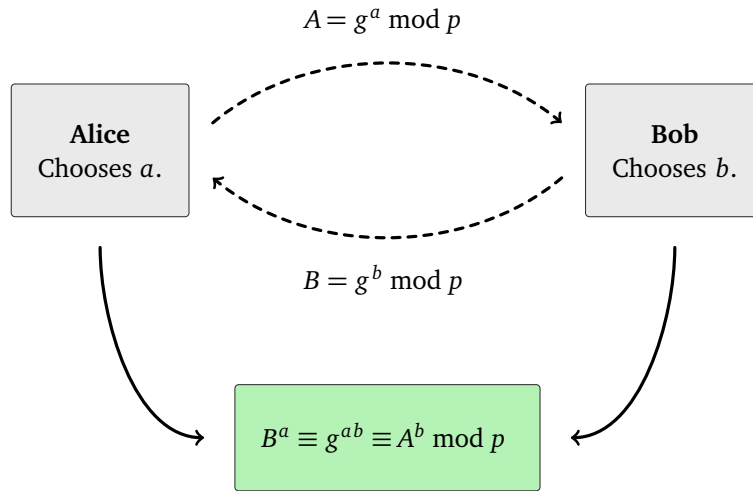 A = g^a mod p
Alice
Chooses a.
Bob
Chooses b.
B = g^b mod p
B^a ≡ g^{ab} ≡ A^b mod p